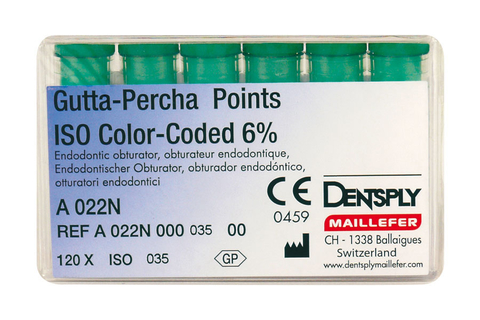 Gutta-Percha Points
ISO Color-Coded 6%
Endodontic obturator, obturateur endodontique,
Endodontischer Obturator, obturador endodóntico,
otturatori endodontici
A 022N
REF A 022N 000 035 00
120 X ISO 035
GP
CE
0459
DENTSPLY
MAILLEFER
CH - 1338 Ballaigues
Switzerland
www.dentsplymaillefer.com